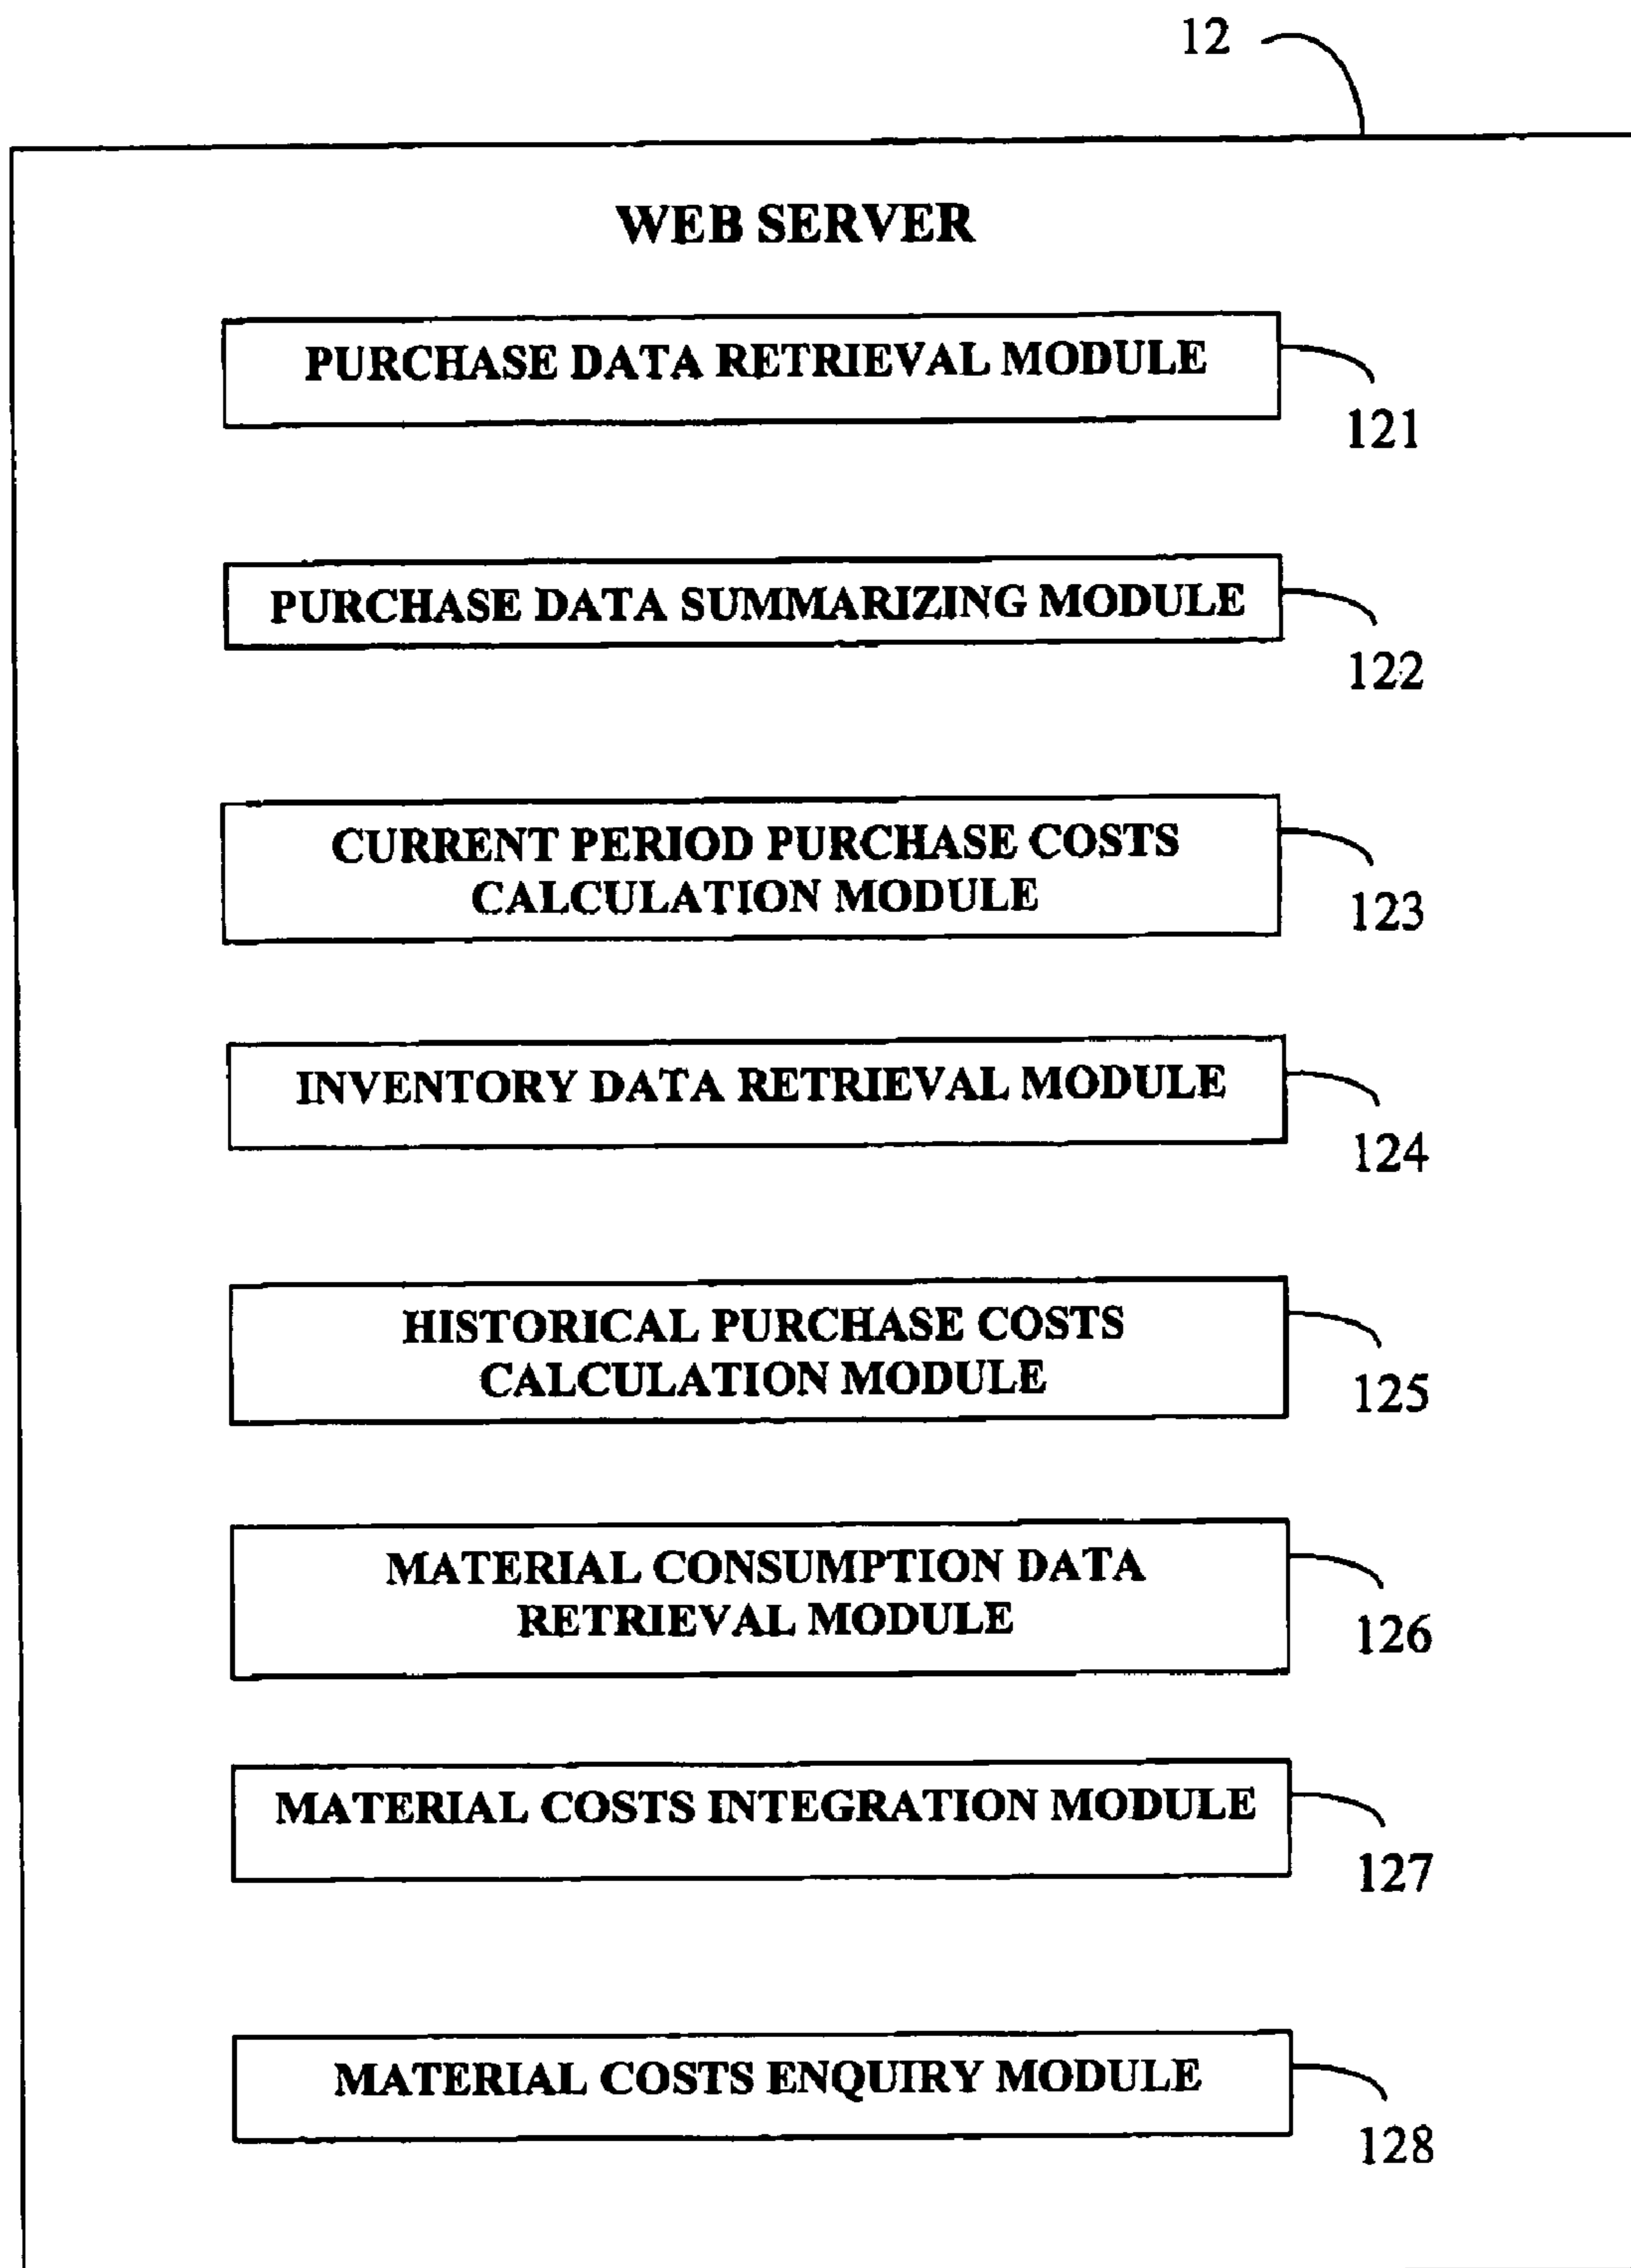 12
WEB SERVER
PURCHASE DATA RETRIEVAL MODULE
121
PURCHASE DATA SUMMARIZING MODULE
122
CURRENT PERIOD PURCHASE COSTS
CALCULATION MODULE
123
INVENTORY DATA RETRIEVAL MODULE
124
HISTORICAL PURCHASE COSTS
CALCULATION MODULE
125
MATERIAL CONSUMPTION DATA
RETRIEVAL MODULE
126
MATERIAL COSTS INTEGRATION MODULE
127
MATERIAL COSTS ENQUIRY MODULE
128